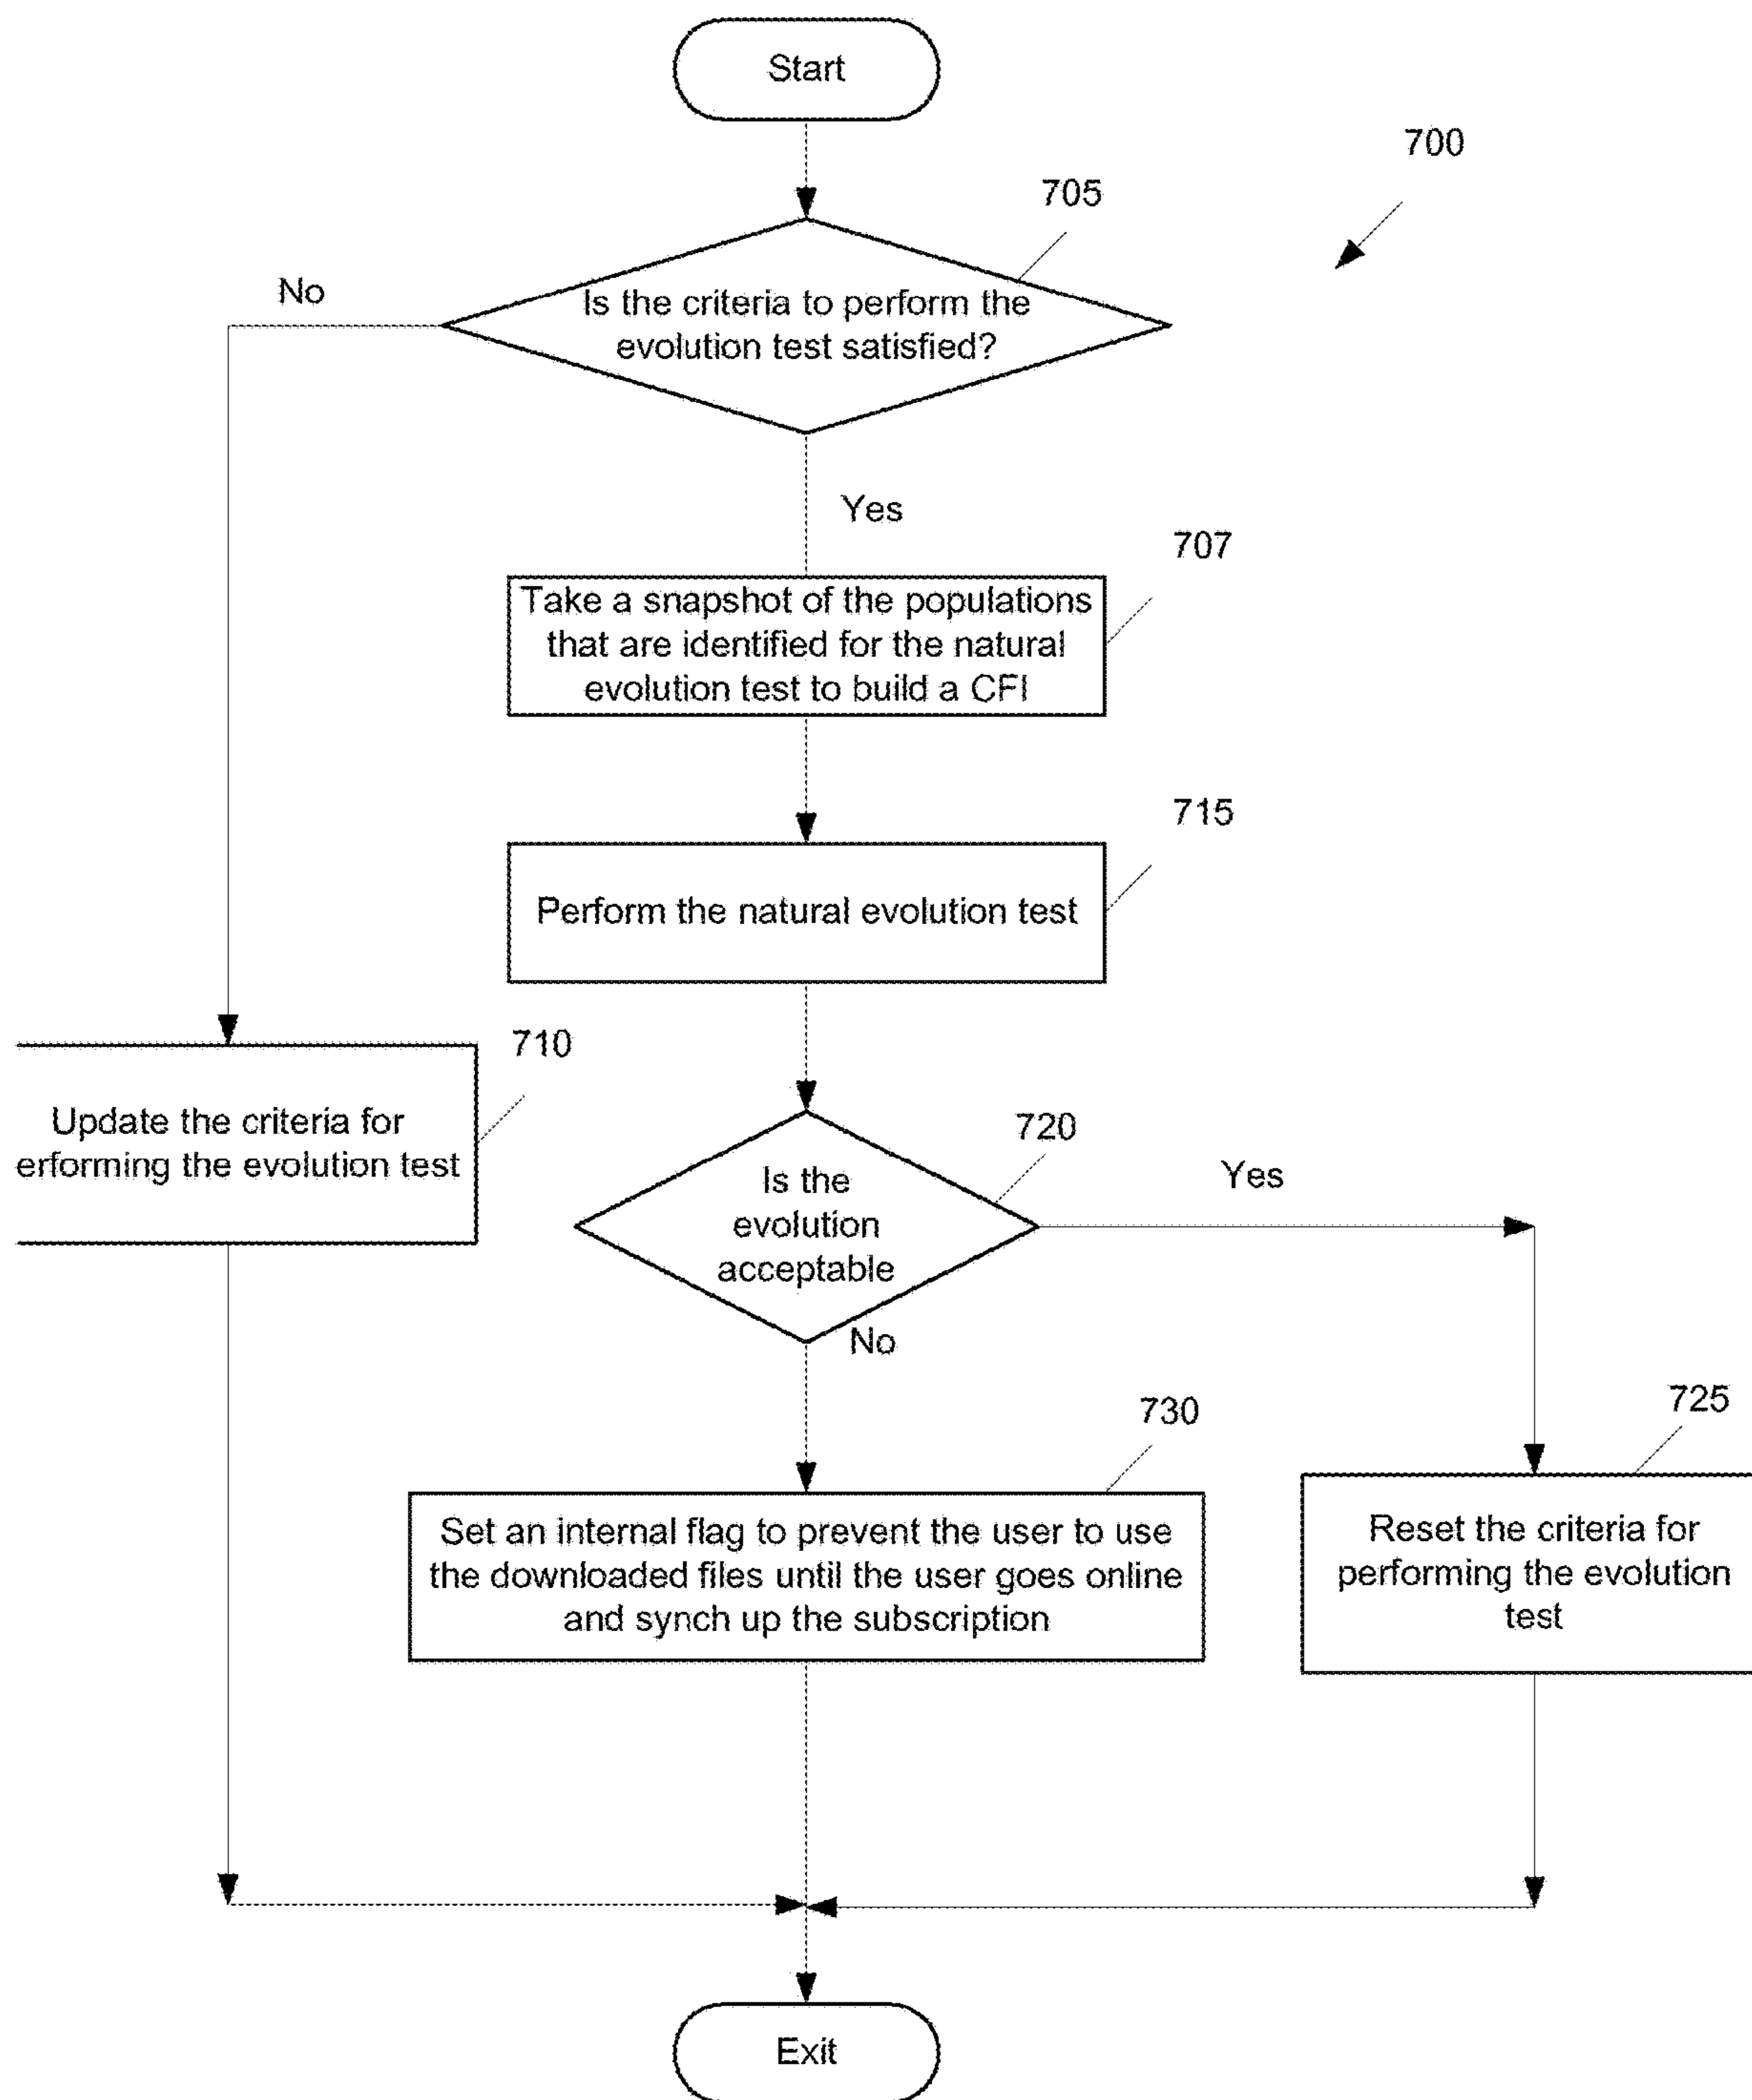 Start
700
705
No
Is the criteria to perform the
evolution test satisfied?
Yes
707
Take a snapshot of the populations
that are identified for the natural
evolution test to build a CFI
715
Perform the natural evolution test
710
Update the criteria for
erforming the evolution test
720
Is the
evolution
acceptable
Yes
No
730
725
Set an internal flag to prevent the user to use
the downloaded files until the user goes online
and synch up the subscription
Reset the criteria for
performing the evolution
test
Exit